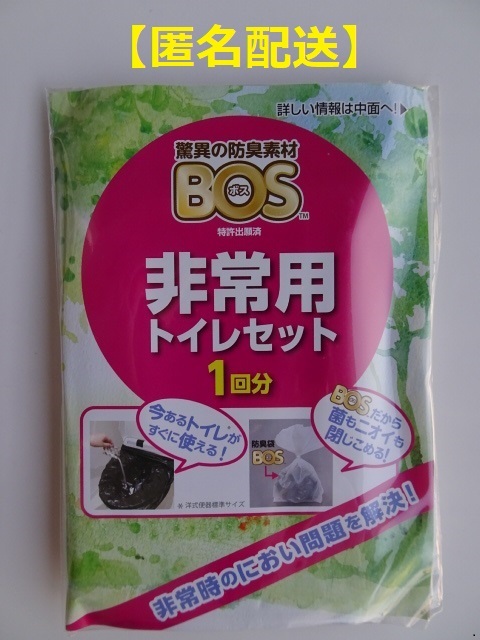 【匿名配送】
詳しい情報は中面へ!▶
驚異の防臭素材
BOS™
ボス
特許出願済
非常用
トイレセット
1回分
今あるトイレが
すぐに使える!
※洋式便器標準サイズ
BOSだから
菌もニオイも
閉じこめる!
防臭袋
BOS
非常時のにおい問題を解決!